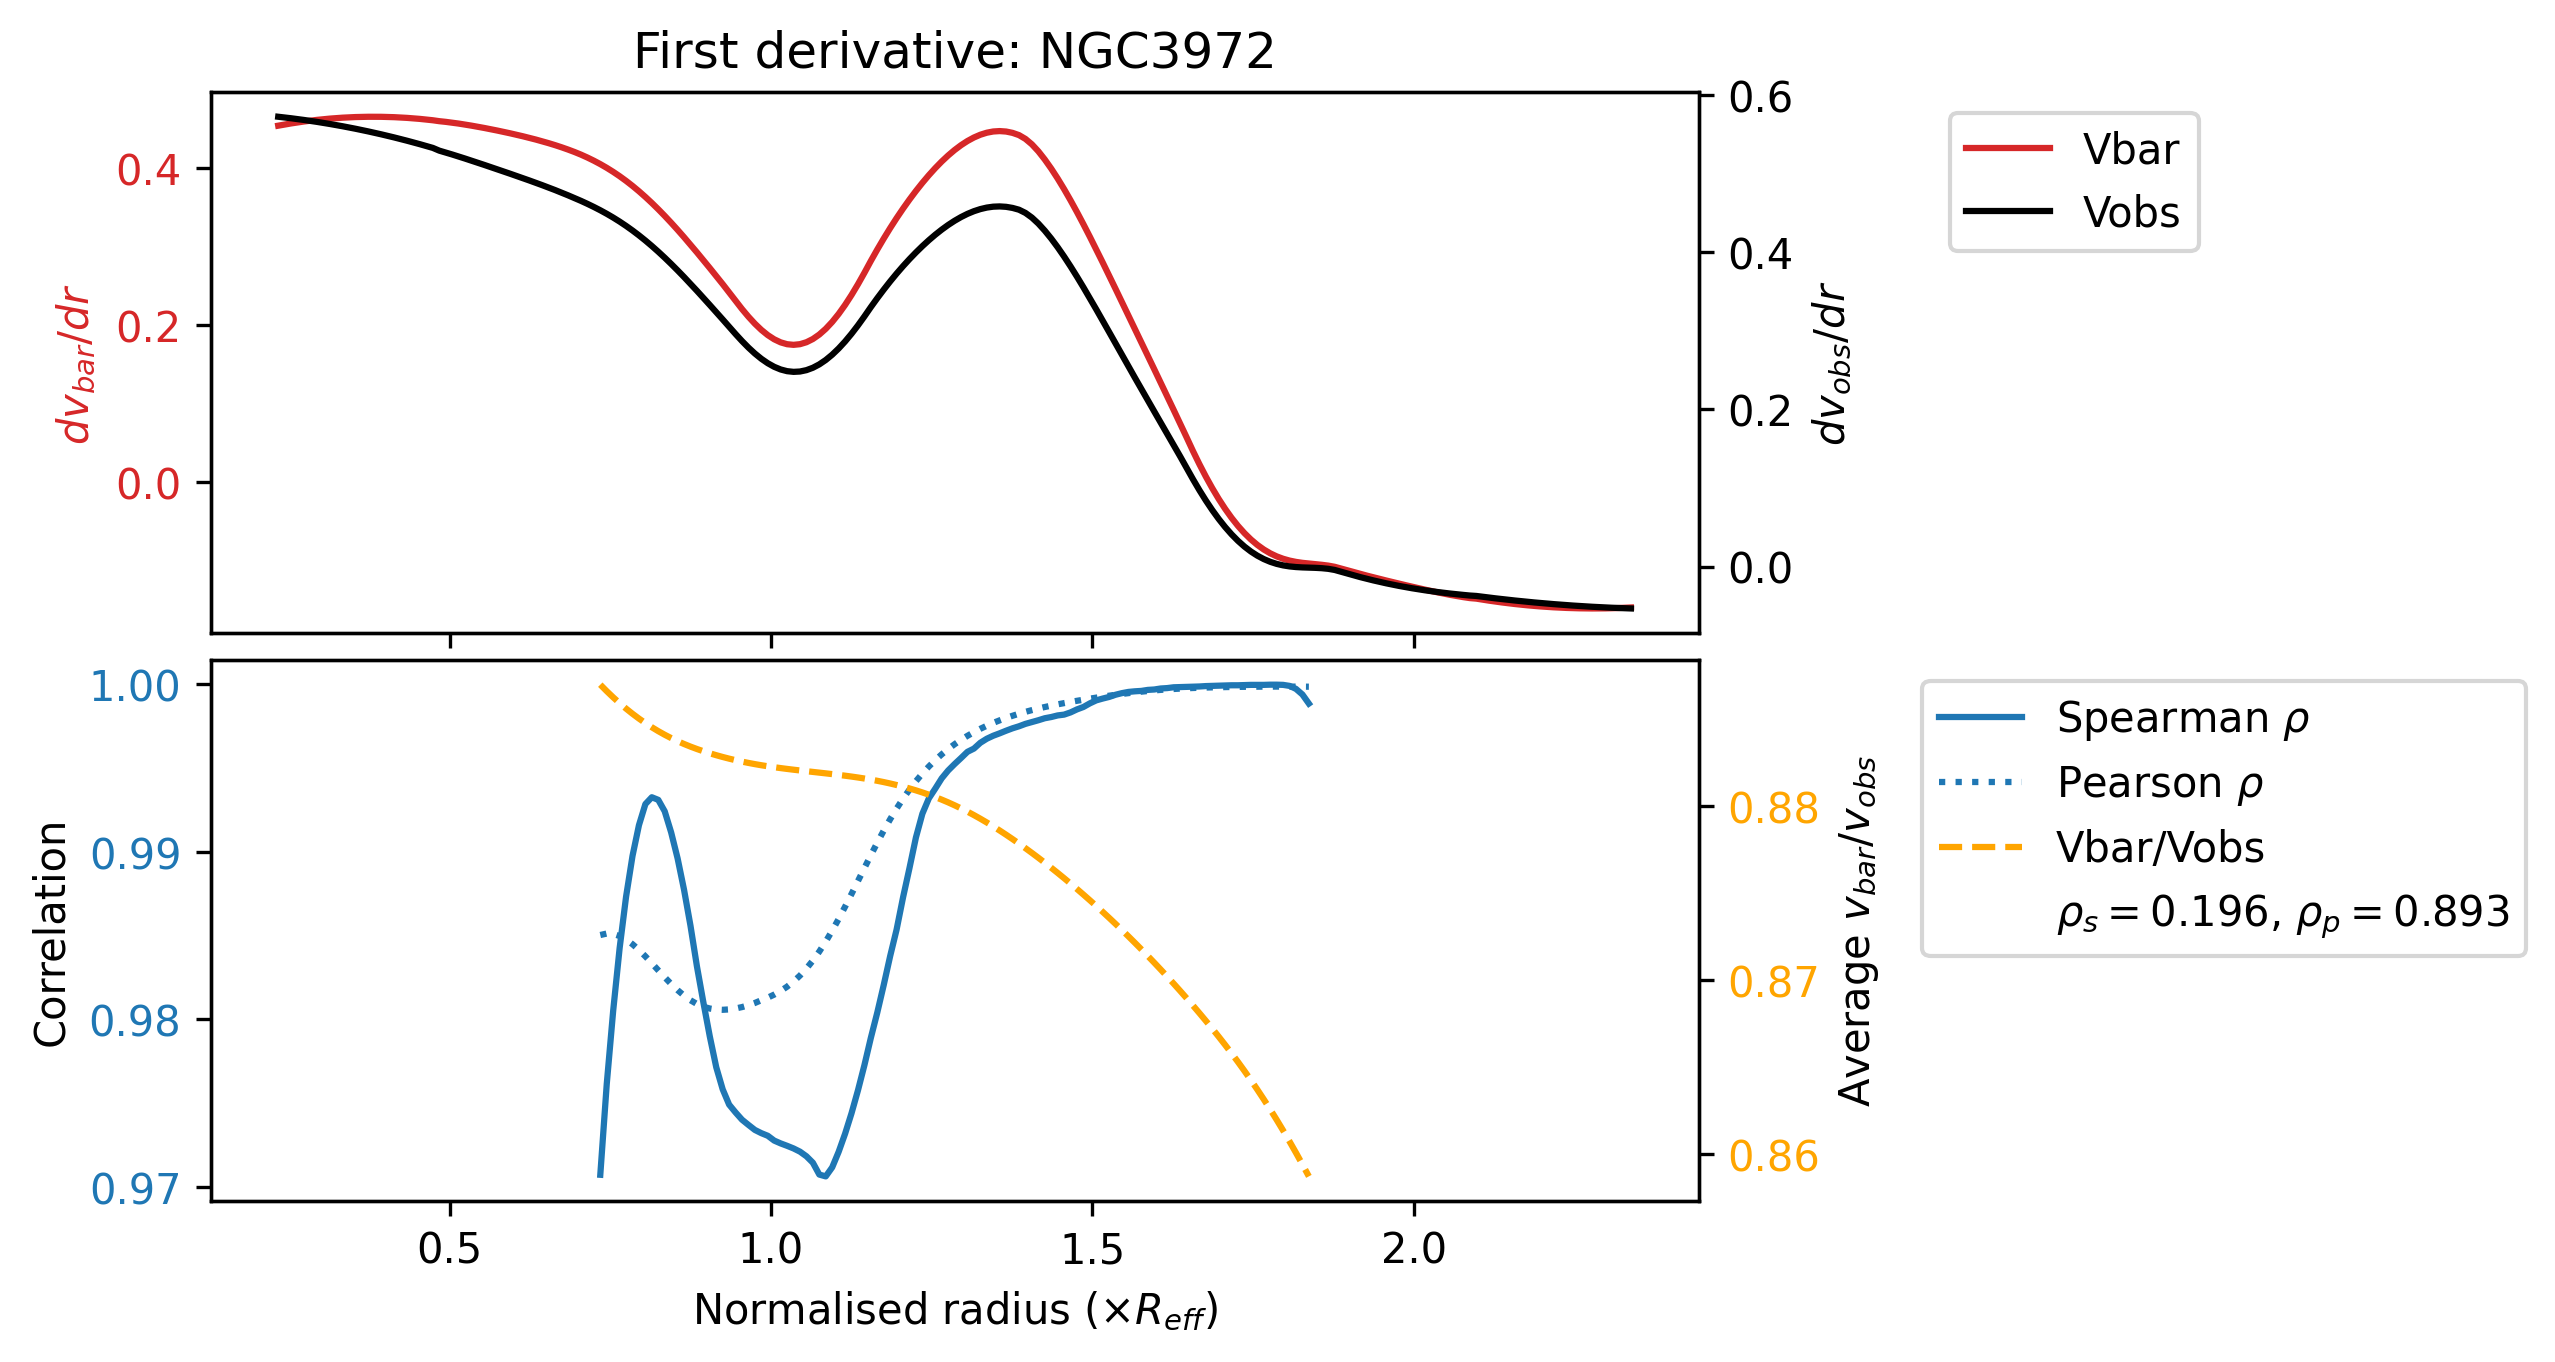 First derivative: NGC3972
0.4
0.2
0.0
dv_bar/dr
0.6
0.4
0.2
0.0
dv_obs/dr
Vbar
Vobs
1.00
0.99
0.98
0.97
Correlation
0.88
0.87
0.86
Average v_bar/v_obs
Spearman ρ
Pearson ρ
Vbar/Vobs
ρ_s = 0.196, ρ_p = 0.893
0.5 1.0 1.5 2.0
Normalised radius (×R_eff)